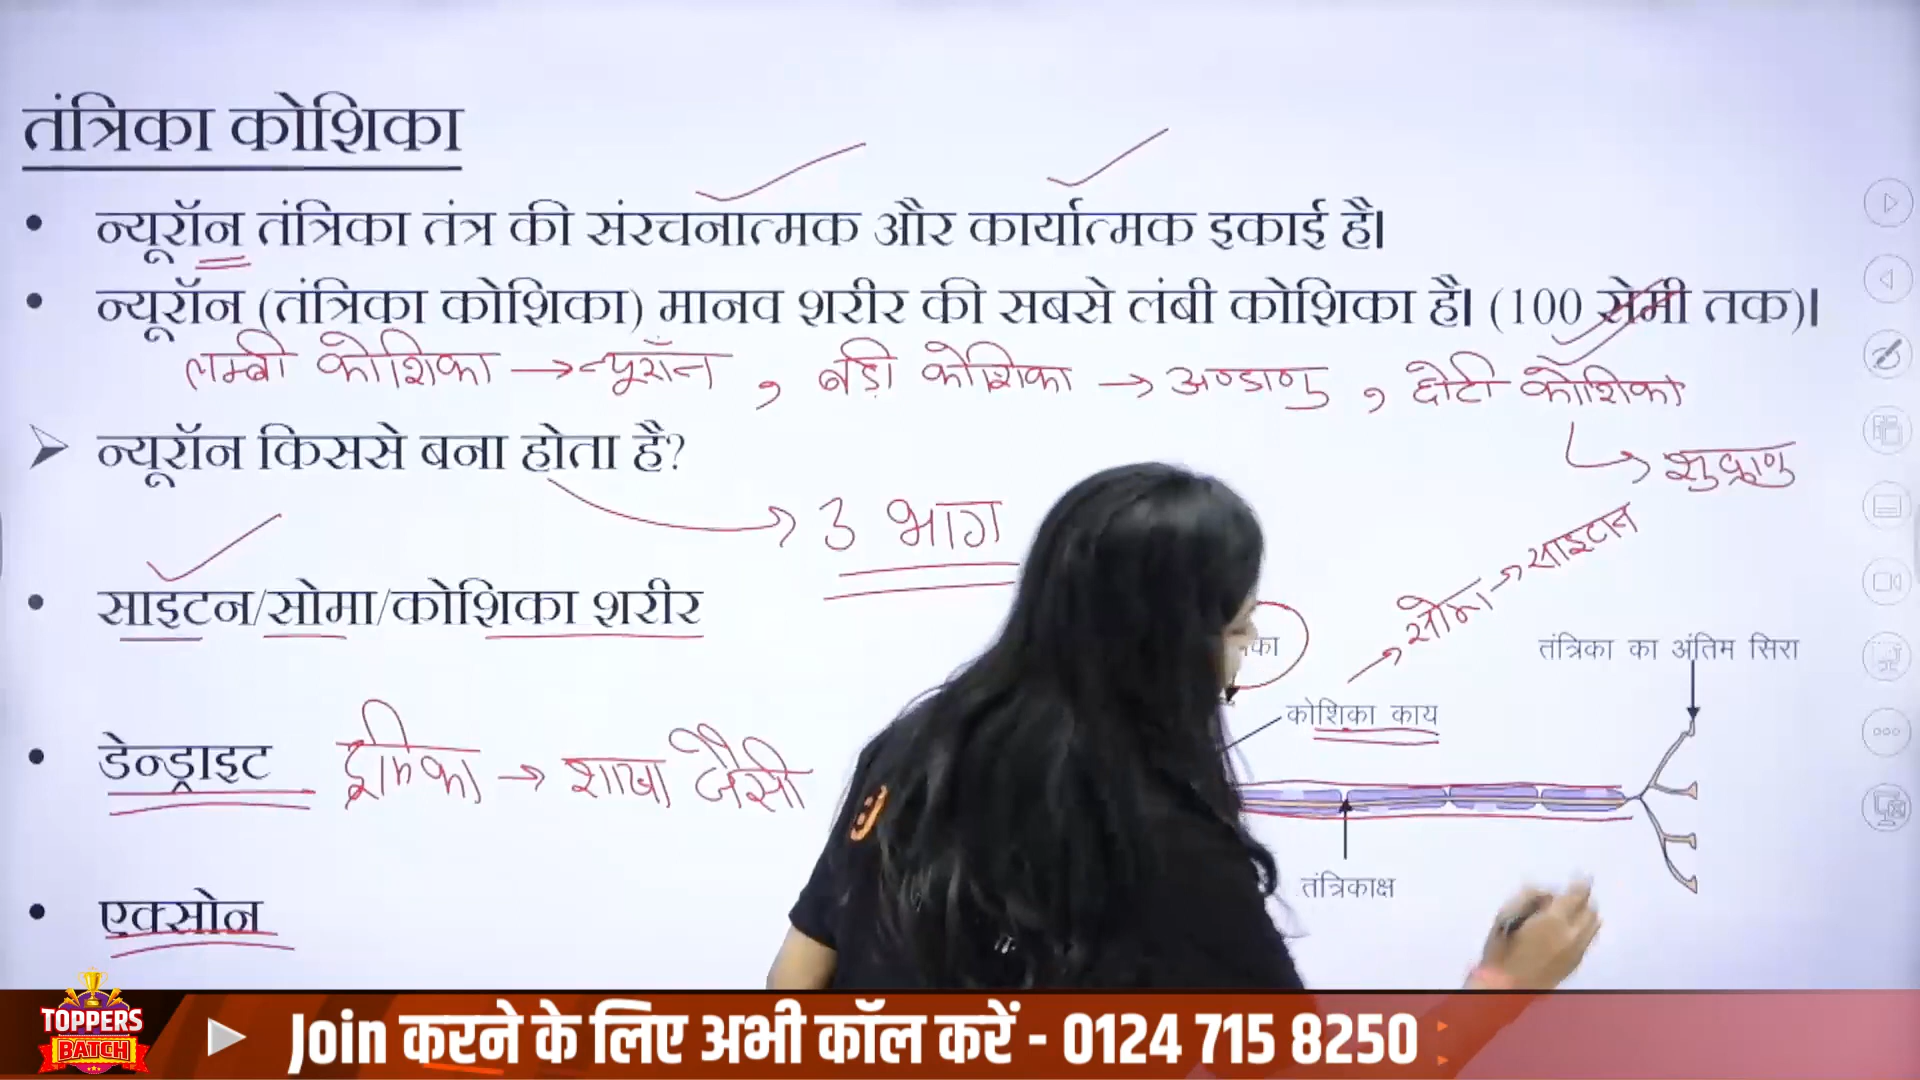 तंत्रिका कोशिका
• न्यूरॉन तंत्रिका तंत्र की संरचनात्मक और कार्यात्मक इकाई है।
• न्यूरॉन (तंत्रिका कोशिका) मानव शरीर की सबसे लंबी कोशिका है। (100 सेमी तक)।
लम्बी कोशिका → न्यूरॉन , बड़ी कोशिका → अण्डाणु , छोटी कोशिका
→ शुक्राणु
➤ न्यूरॉन किससे बना होता है?
→ 3 भाग
• साइटन/सोमा/कोशिका शरीर
→ सोमा → साइटान
तंत्रिका का अंतिम सिरा
कोशिका काय
• डेन्ड्राइट
द्रुमिका → शाखा जैसी
तंत्रिकाक्ष
• एक्सोन
TOPPERS
BATCH
Join करने के लिए अभी कॉल करें - 0124 715 8250